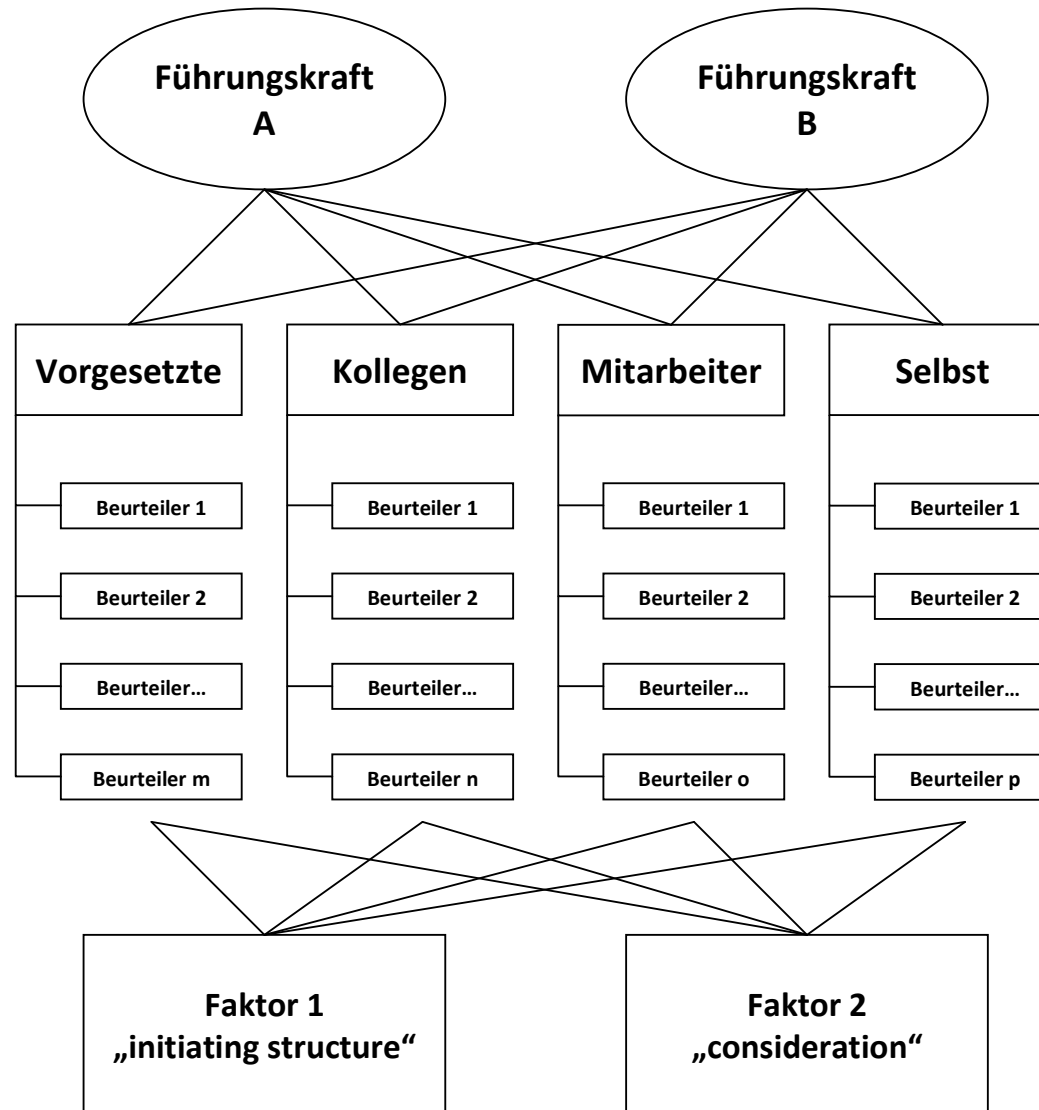 Führungskraft
A
Führungskraft
B
Vorgesetzte
Kollegen
Mitarbeiter
Selbst
Beurteiler 1
Beurteiler 1
Beurteiler 1
Beurteiler 1
Beurteiler 2
Beurteiler 2
Beurteiler 2
Beurteiler 2
Beurteiler...
Beurteiler...
Beurteiler...
Beurteiler...
Beurteiler m
Beurteiler n
Beurteiler o
Beurteiler p
Faktor 1
„initiating structure“
Faktor 2
„consideration“